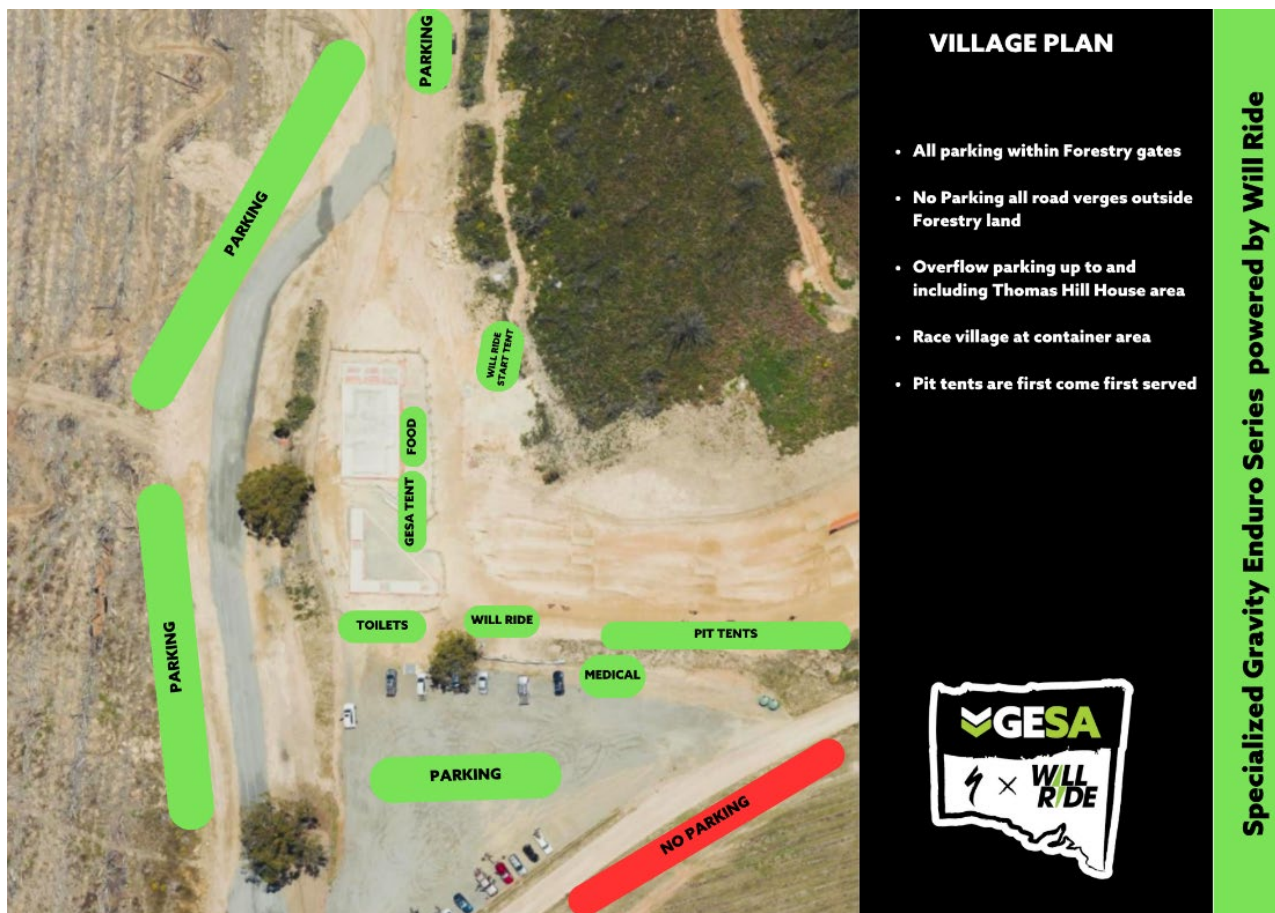 PARKING
PARKING
WILL RIDE
START TENT
FOOD
GESA TENT
PARKING
TOILETS
WILL RIDE
PIT TENTS
MEDICAL
PARKING
NO PARKING
VILLAGE PLAN
• All parking within Forestry gates
• No Parking all road verges outside
Forestry land
• Overflow parking up to and
including Thomas Hill House area
• Race village at container area
• Pit tents are first come first served
GESA
× WILL
RIDE
Specialized Gravity Enduro Series powered by Will Ride